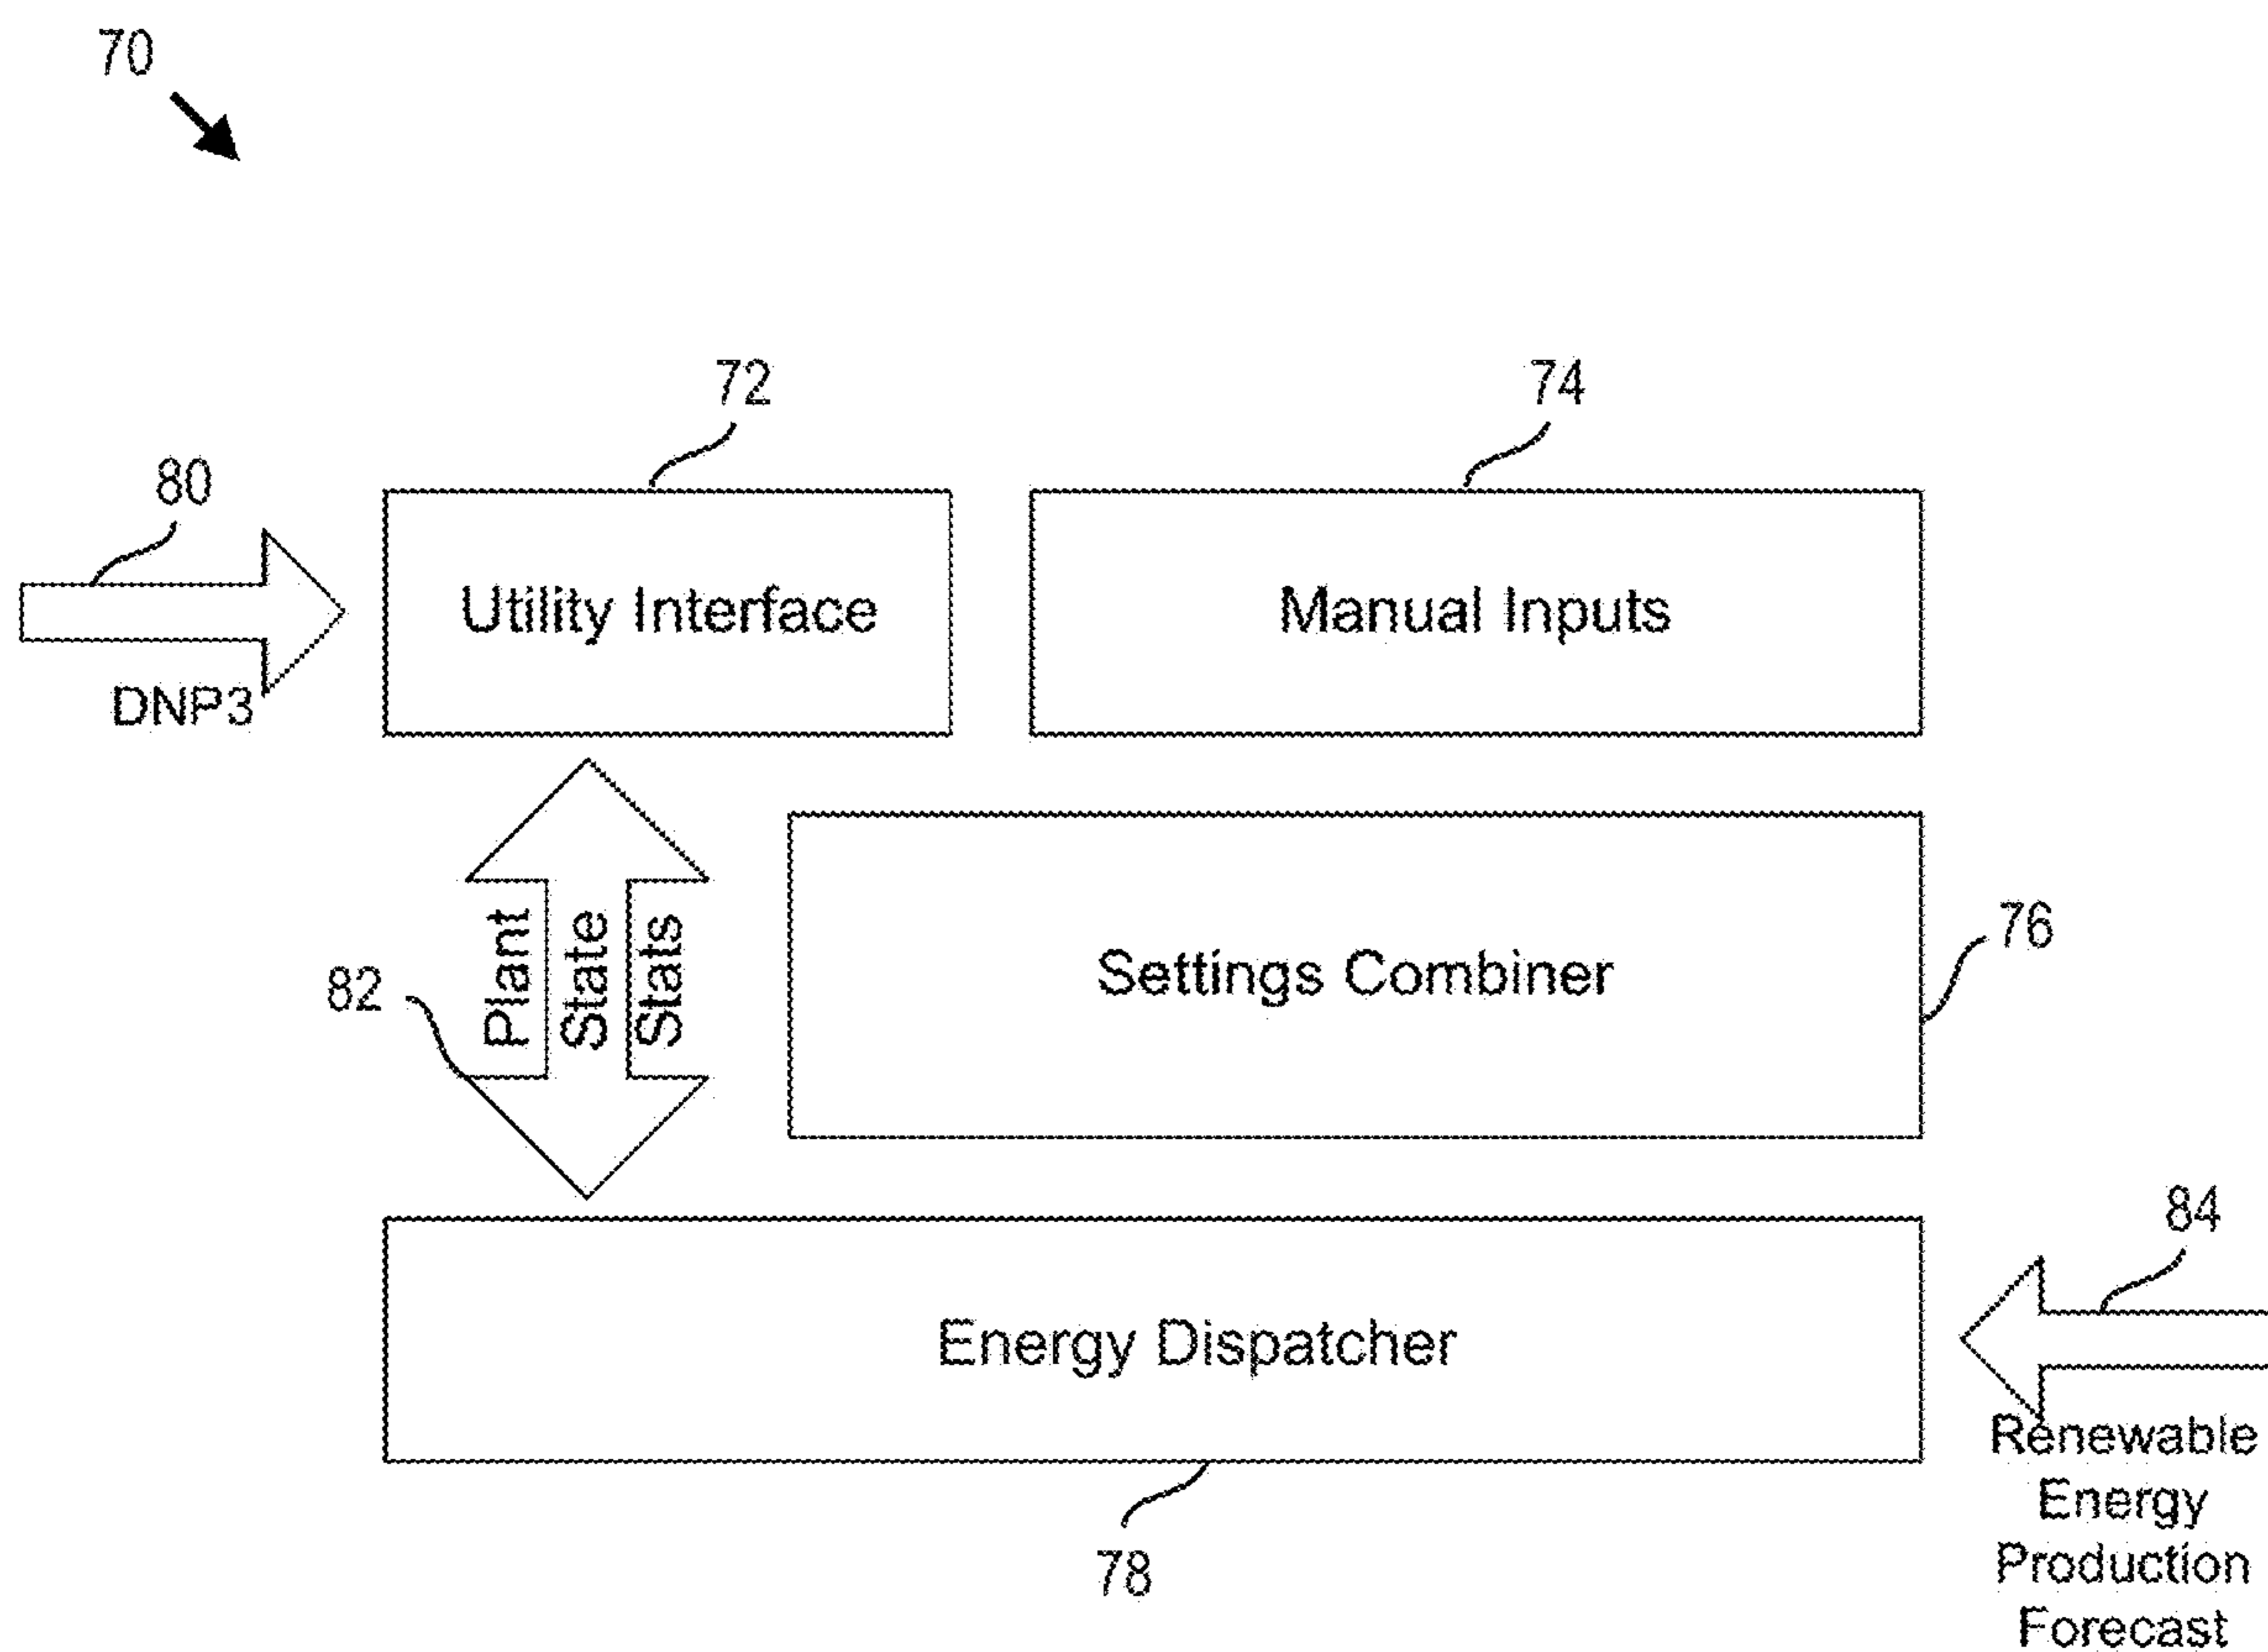 70
72
74
80
Utility Interface
Manual Inputs
DNP3
Plant
State
Stats
82
Settings Combiner
76
84
Energy Dispatcher
Renewable
Energy
Production
Forecast
78